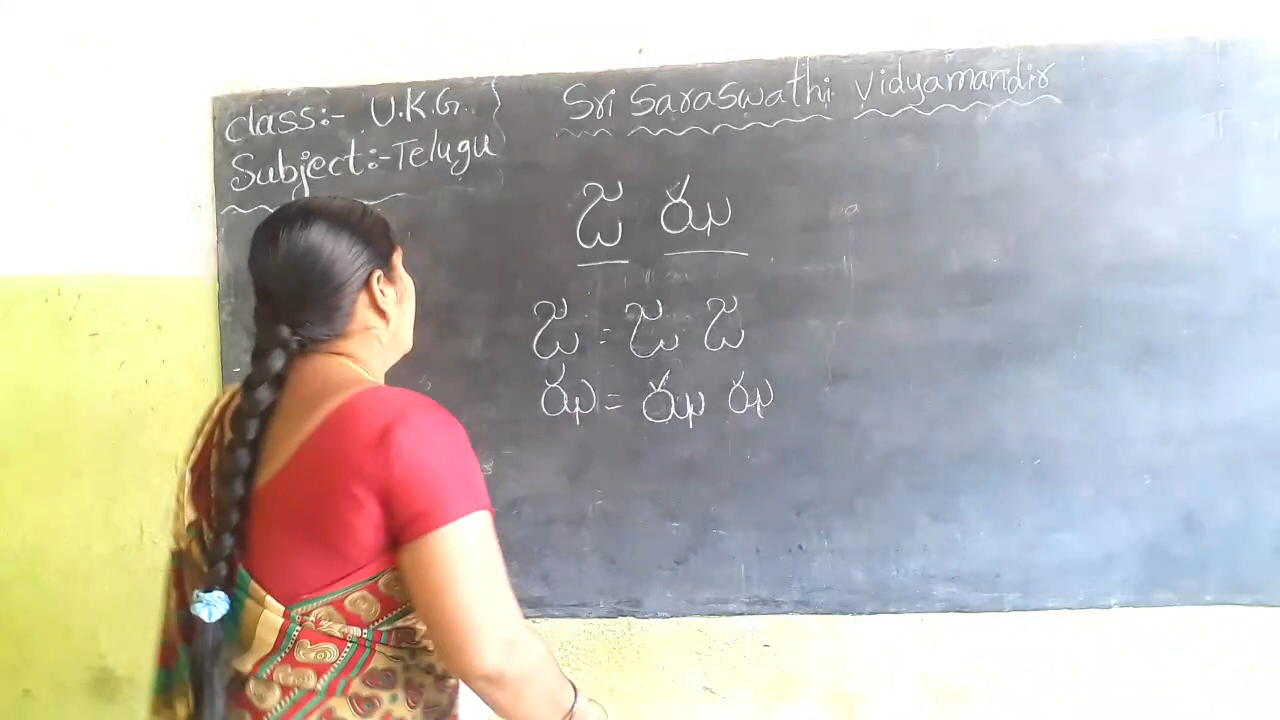 class:- U.K.G. }
Subject:- Telugu
Sri Saraswathi vidyamandir
జ ఝ
జ = జ జ
ఝ = ఝ ఝ